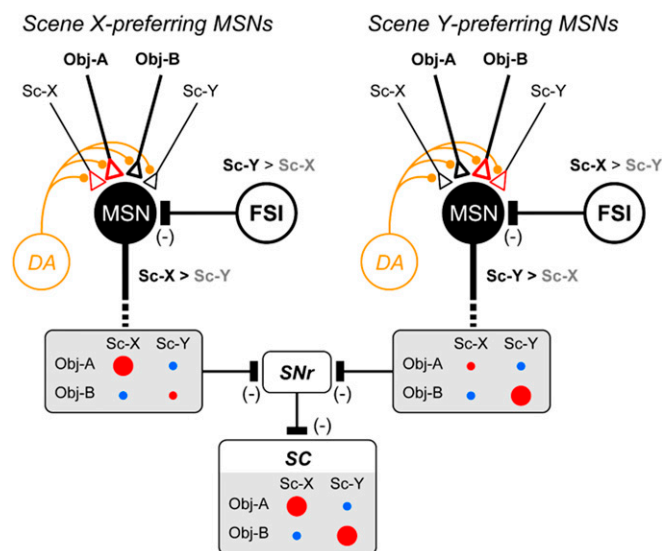 Scene X-preferring MSNs
Scene Y-preferring MSNs
Obj-A Obj-B
Sc-X Sc-Y
Sc-Y > Sc-X
MSN
FSI
(-)
DA
Sc-X > Sc-Y
Obj-A Obj-B
Sc-X Sc-Y
Sc-X > Sc-Y
MSN
FSI
(-)
DA
Sc-Y > Sc-X
Sc-X Sc-Y
Obj-A
Obj-B
(-)
SNr
(-)
Sc-X Sc-Y
Obj-A
Obj-B
(-)
SC
Sc-X Sc-Y
Obj-A
Obj-B